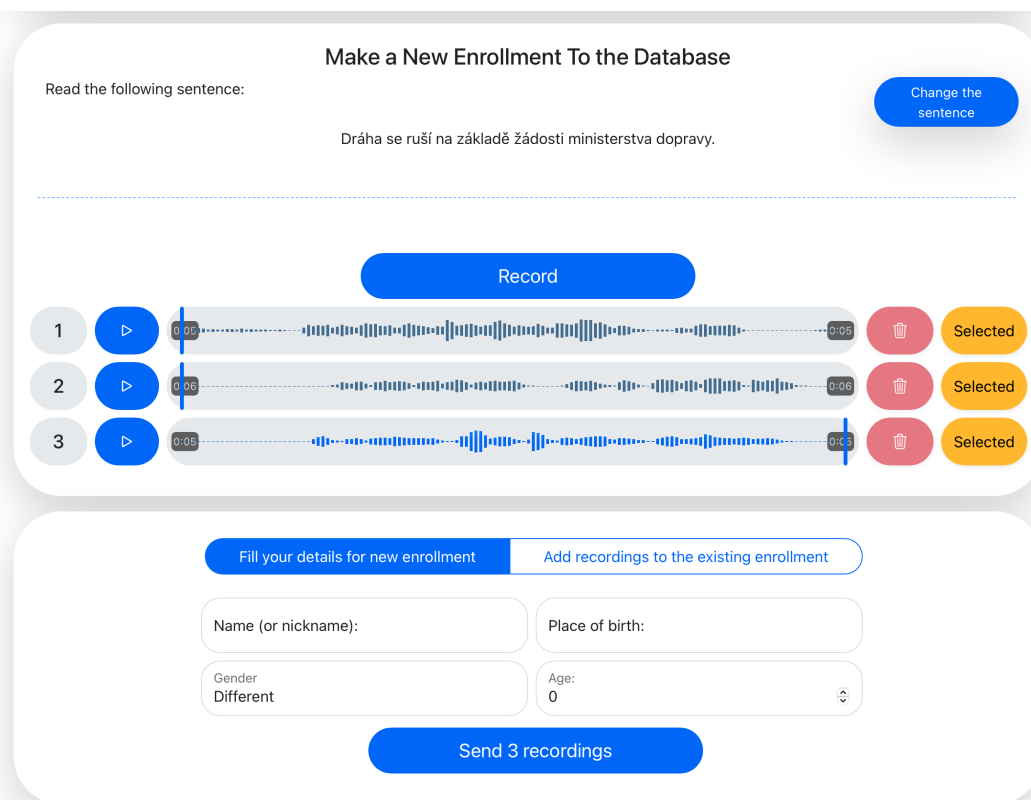 Make a New Enrollment To the Database
Read the following sentence:
Change the
sentence
Dráha se ruší na základě žádosti ministerstva dopravy.
Record
1 0:05 0:05 Selected
2 0:06 0:06 Selected
3 0:05 0:05 Selected
Fill your details for new enrollment Add recordings to the existing enrollment
Name (or nickname): Place of birth:
Gender Age:
Different 0
Send 3 recordings